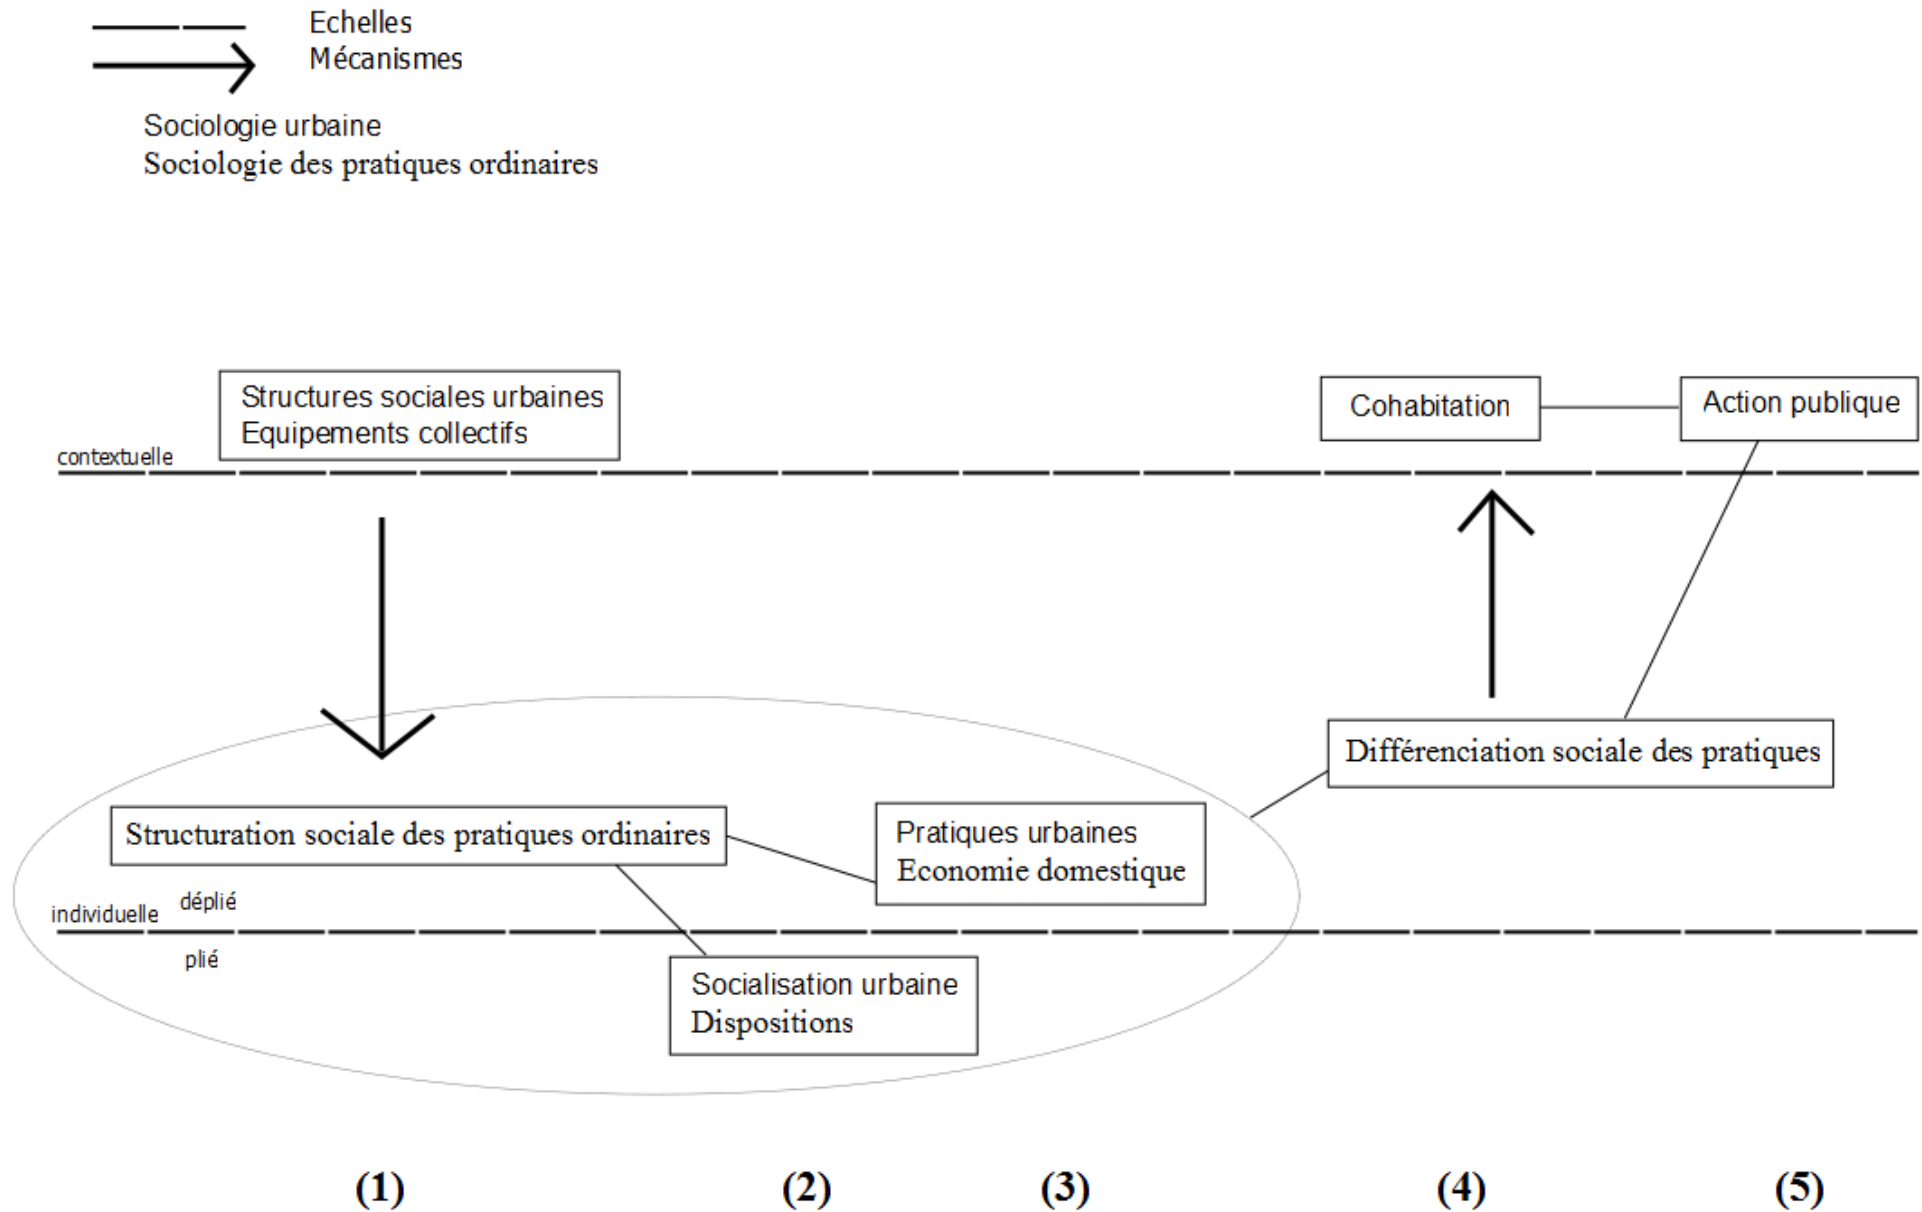 Echelles
Mécanismes
Sociologie urbaine
Sociologie des pratiques ordinaires
Structures sociales urbaines
Equipements collectifs
Cohabitation
Action publique
contextuelle
Différenciation sociale des pratiques
Structuration sociale des pratiques ordinaires
Pratiques urbaines
Economie domestique
individuelle
déplié
plié
Socialisation urbaine
Dispositions
(1)
(2)
(3)
(4)
(5)